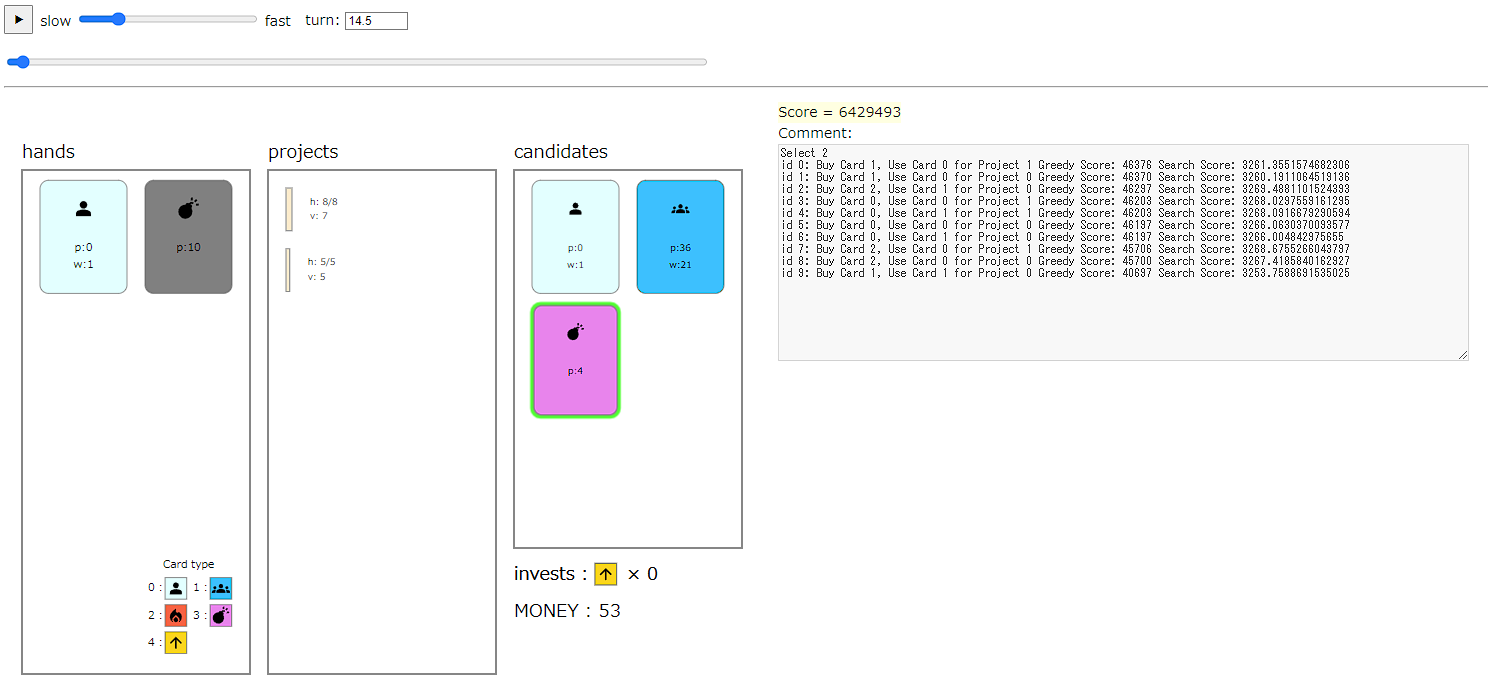 slow fast turn: 14.5
Score = 6429493
Comment:
hands projects candidates
Select 2
id 0: Buy Card 1, Use Card 0 for Project 1 Greedy Score: 46376 Search Score: 3261.3551574682306
id 1: Buy Card 1, Use Card 0 for Project 0 Greedy Score: 46370 Search Score: 3260.1911064519136
id 2: Buy Card 2, Use Card 1 for Project 0 Greedy Score: 46297 Search Score: 3269.4881101524393
id 3: Buy Card 0, Use Card 0 for Project 1 Greedy Score: 46203 Search Score: 3268.0297559161295
id 4: Buy Card 0, Use Card 1 for Project 1 Greedy Score: 46203 Search Score: 3268.0916679290594
id 5: Buy Card 0, Use Card 0 for Project 0 Greedy Score: 46197 Search Score: 3266.0630370093577
id 6: Buy Card 0, Use Card 1 for Project 0 Greedy Score: 46197 Search Score: 3266.004842975655
id 7: Buy Card 2, Use Card 0 for Project 1 Greedy Score: 45706 Search Score: 3268.6755266043797
id 8: Buy Card 2, Use Card 0 for Project 0 Greedy Score: 45700 Search Score: 3267.4185840162927
id 9: Buy Card 1, Use Card 1 for Project 0 Greedy Score: 40697 Search Score: 3253.7588691535025
p:0
w:1
p:10
h: 8/8
v: 7
h: 5/5
v: 5
p:0
w:1
p:36
w:21
p:4
Card type
0 : 1 :
2 : 3 :
4 :
invests : × 0
MONEY : 53